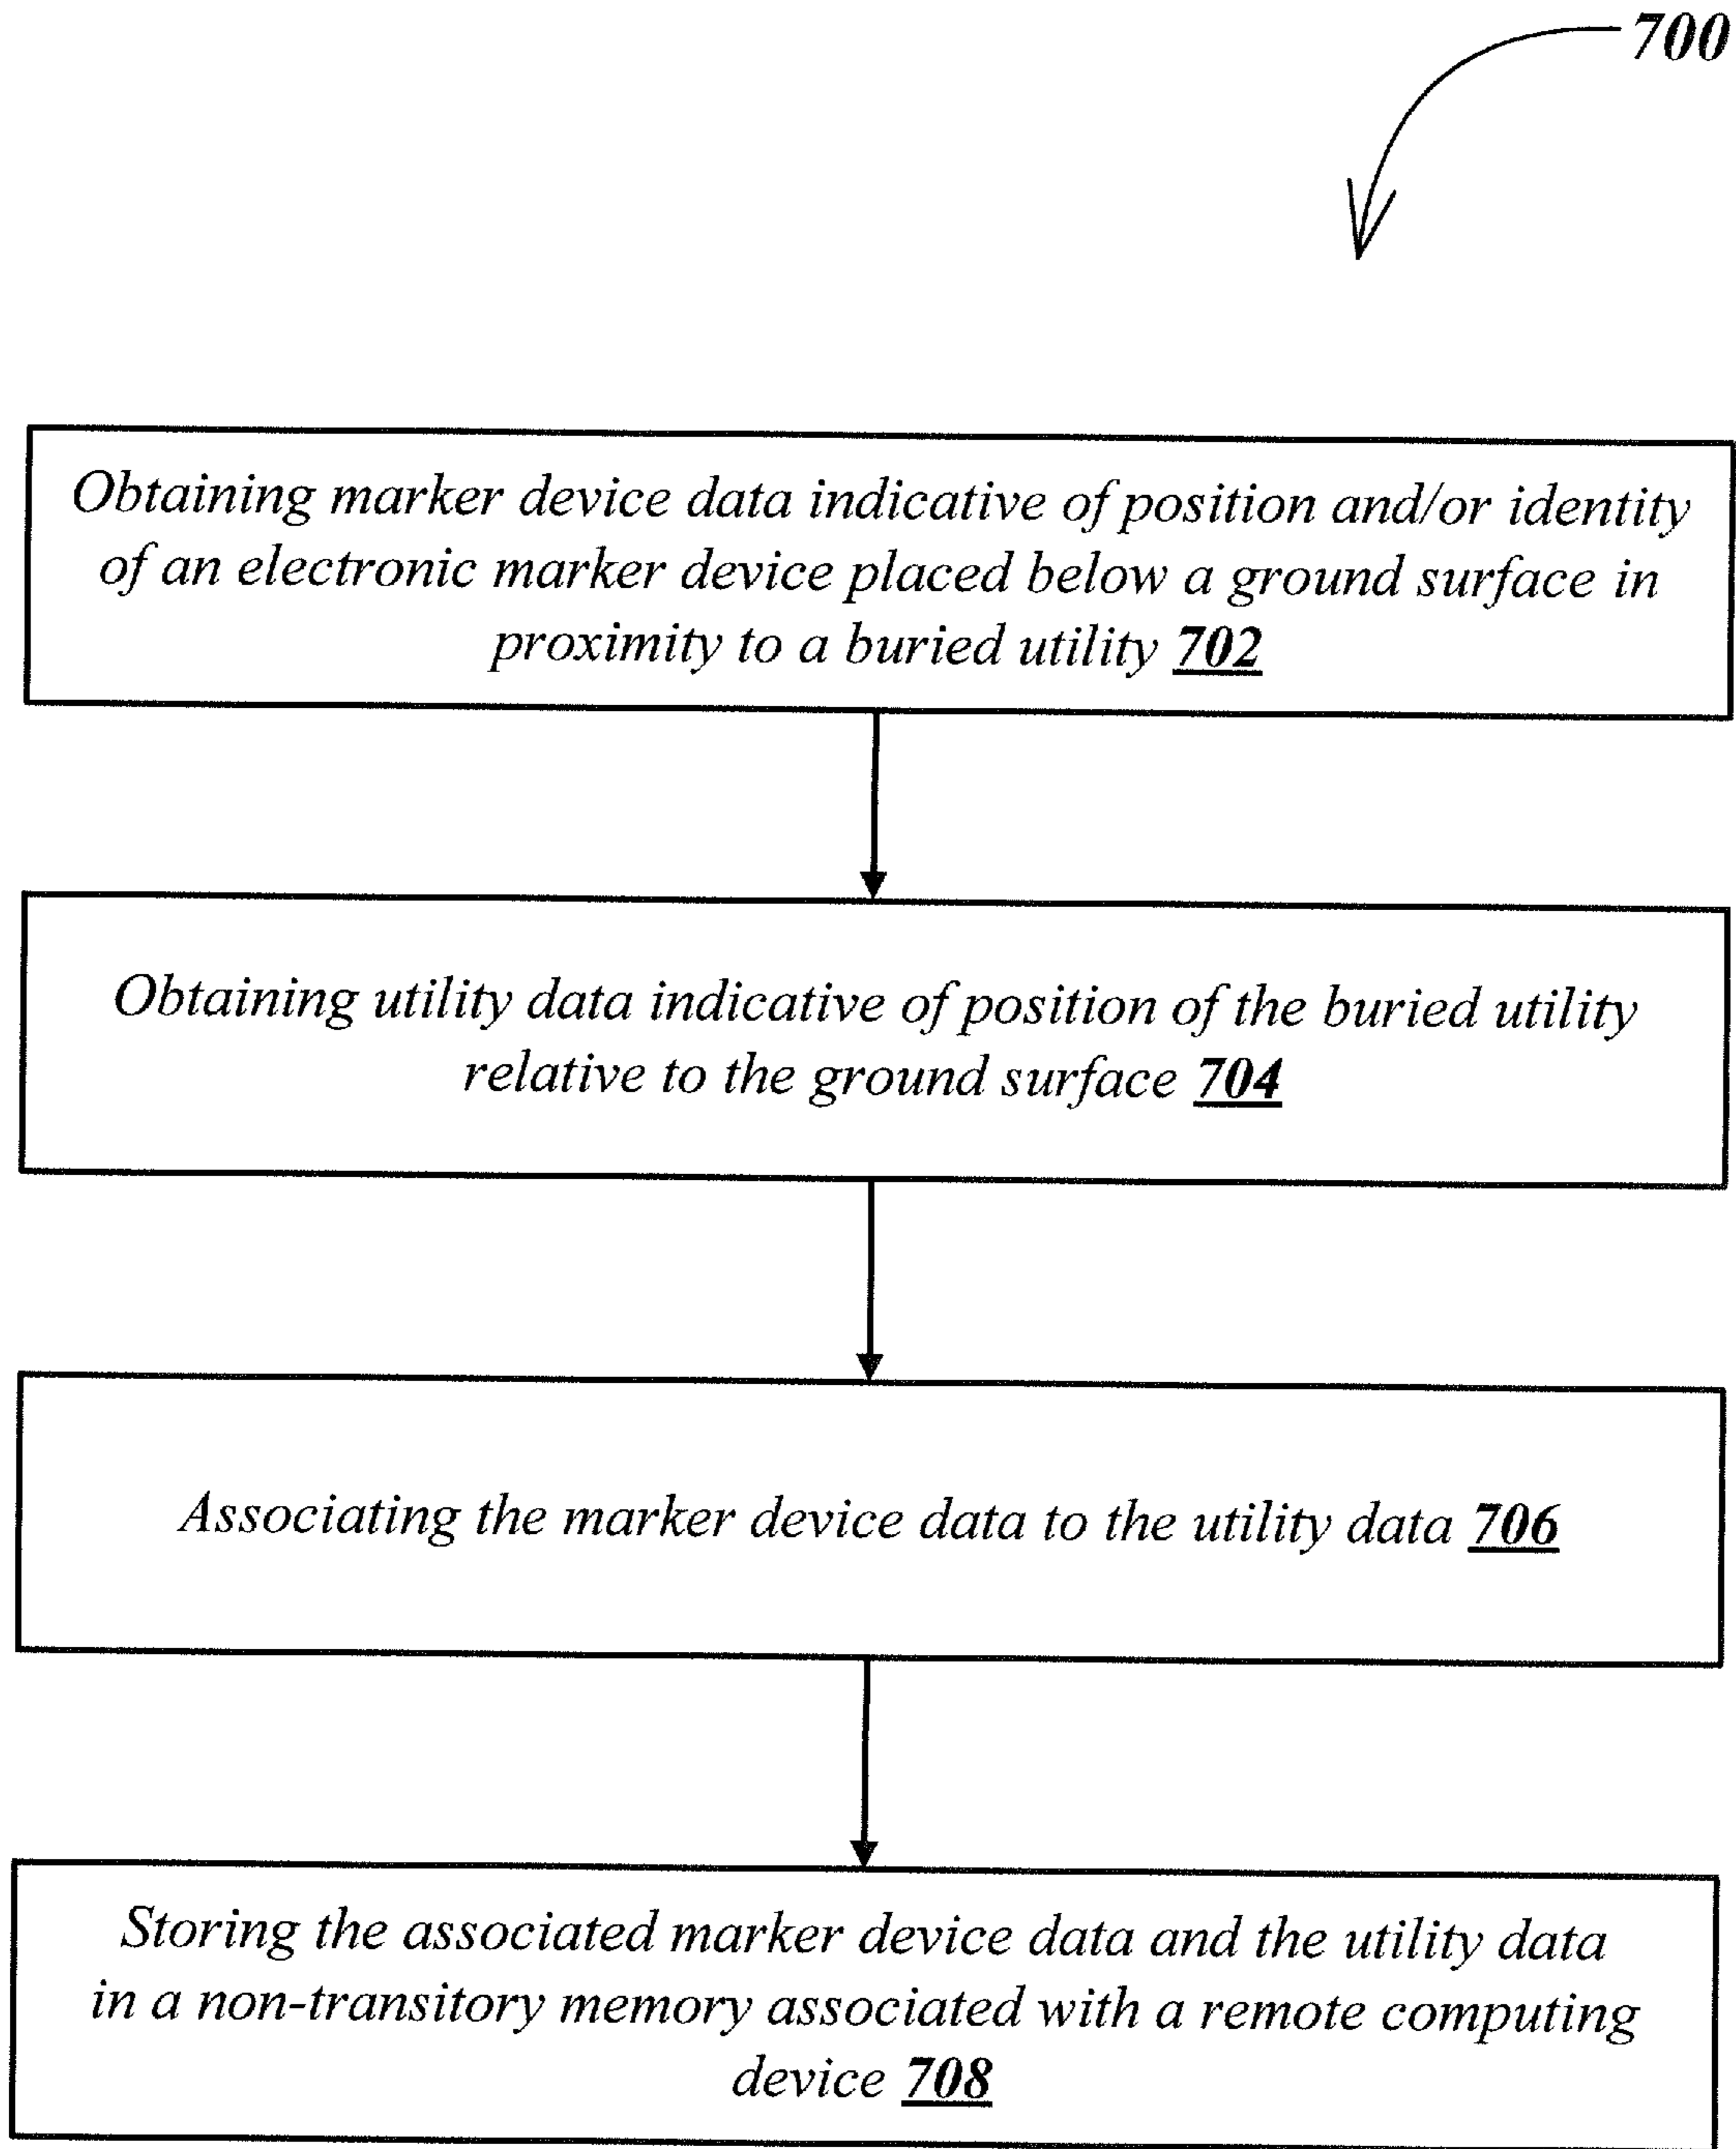 700
Obtaining marker device data indicative of position and/or identity
of an electronic marker device placed below a ground surface in
proximity to a buried utility 702
Obtaining utility data indicative of position of the buried utility
relative to the ground surface 704
Associating the marker device data to the utility data 706
Storing the associated marker device data and the utility data
in a non-transitory memory associated with a remote computing
device 708